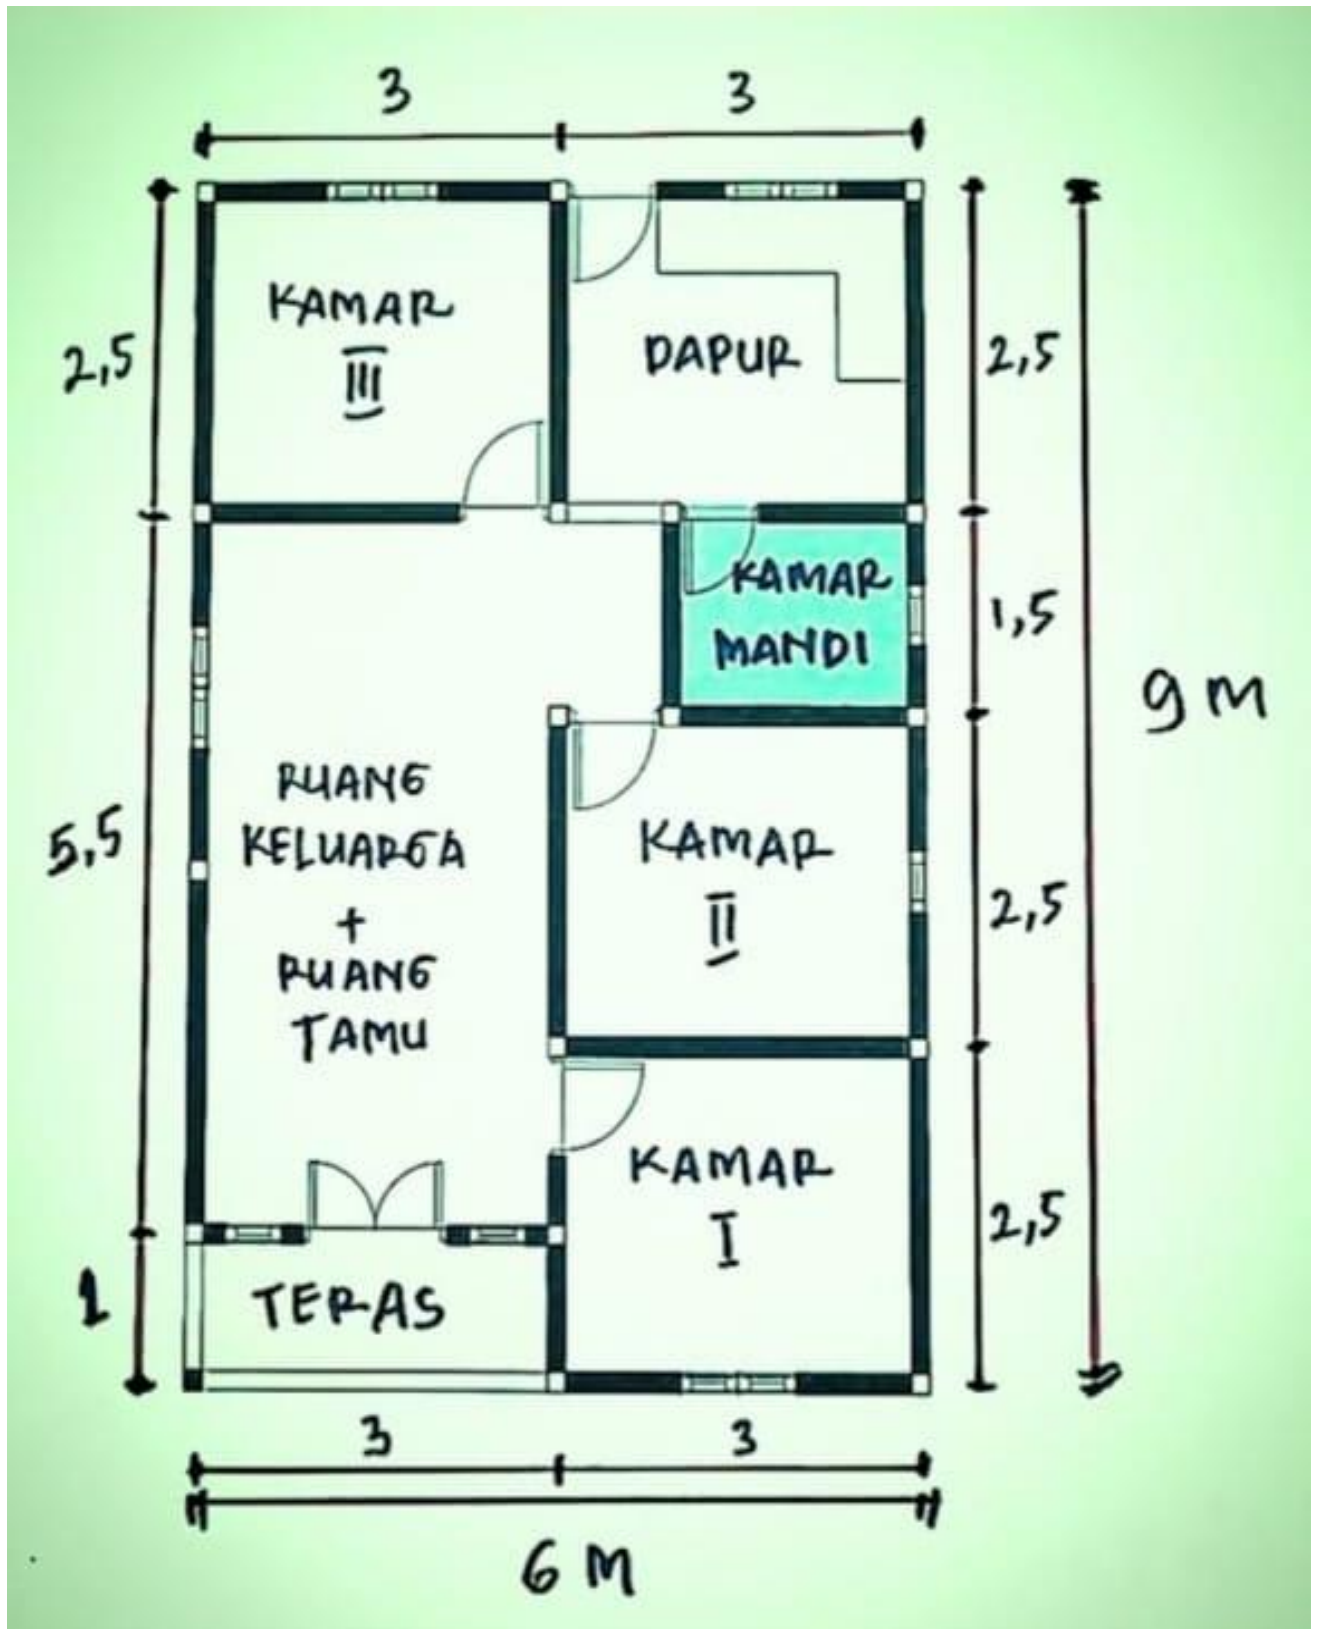 3
3
KAMAR
III
2,5
DAPUR
2,5
KAMAR
MANDI
1,5
9 M
RUANG
KELUARGA
+
RUANG
TAMU
5,5
KAMAR
II
2,5
KAMAR
I
2,5
TERAS
1
3
3
6 M